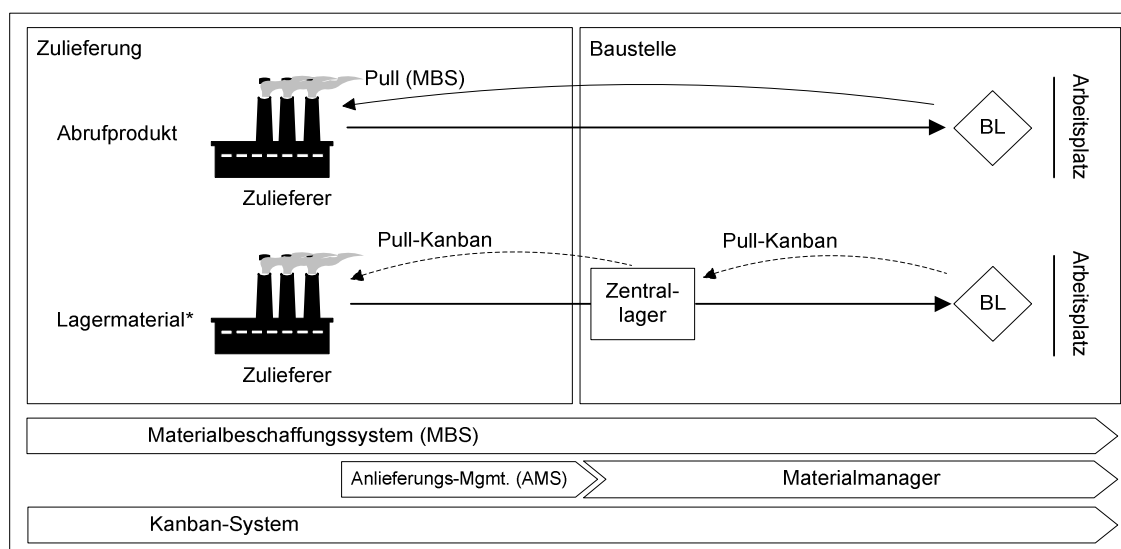 Zulieferung
Baustelle
Pull (MBS)
Abrufprodukt
BL
Arbeitsplatz
Zulieferer
Pull-Kanban
Pull-Kanban
Lagermaterial*
Zentral-
lager
BL
Arbeitsplatz
Zulieferer
Materialbeschaffungssystem (MBS)
Anlieferungs-Mgmt. (AMS)
Materialmanager
Kanban-System